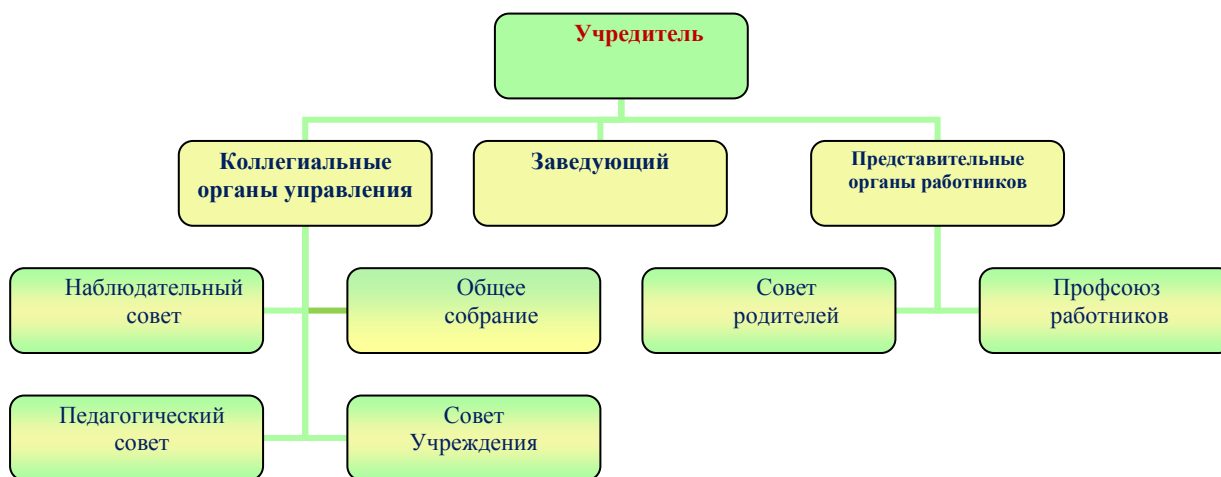 Учредитель
Коллегиальные
органы управления
Заведующий
Представительные
органы работников
Наблюдательный
совет
Общее
собрание
Совет
родителей
Профсоюз
работников
Педагогический
совет
Совет
Учреждения